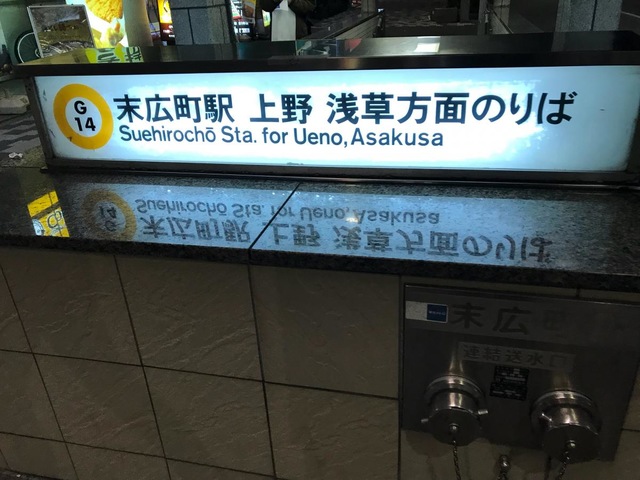 G
14
末広町駅 上野 浅草方面のりば
Suehirochō Sta. for Ueno, Asakusa
末広
連結送水口